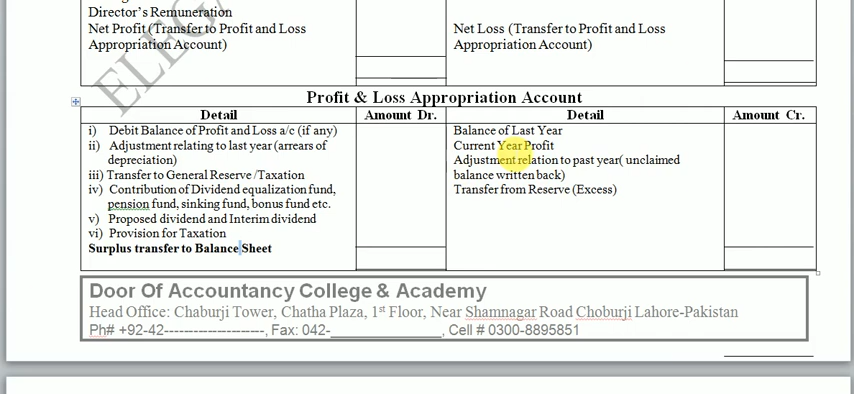 Director's Remuneration
Net Profit (Transfer to Profit and Loss
Appropriation Account)
Net Loss (Transfer to Profit and Loss
Appropriation Account)
ELEG
Profit & Loss Appropriation Account
Detail Amount Dr. Detail Amount Cr.
i) Debit Balance of Profit and Loss a/c (if any)
ii) Adjustment relating to last year (arrears of
depreciation)
iii) Transfer to General Reserve /Taxation
iv) Contribution of Dividend equalization fund,
pension fund, sinking fund, bonus fund etc.
v) Proposed dividend and Interim dividend
vi) Provision for Taxation
Surplus transfer to Balance Sheet
Balance of Last Year
Current Year Profit
Adjustment relation to past year( unclaimed
balance written back)
Transfer from Reserve (Excess)
Door Of Accountancy College & Academy
Head Office: Chaburji Tower, Chatha Plaza, 1st Floor, Near Shamnagar Road Choburji Lahore-Pakistan
Ph# +92-42---------------------, Fax: 042-__________________, Cell # 0300-8895851